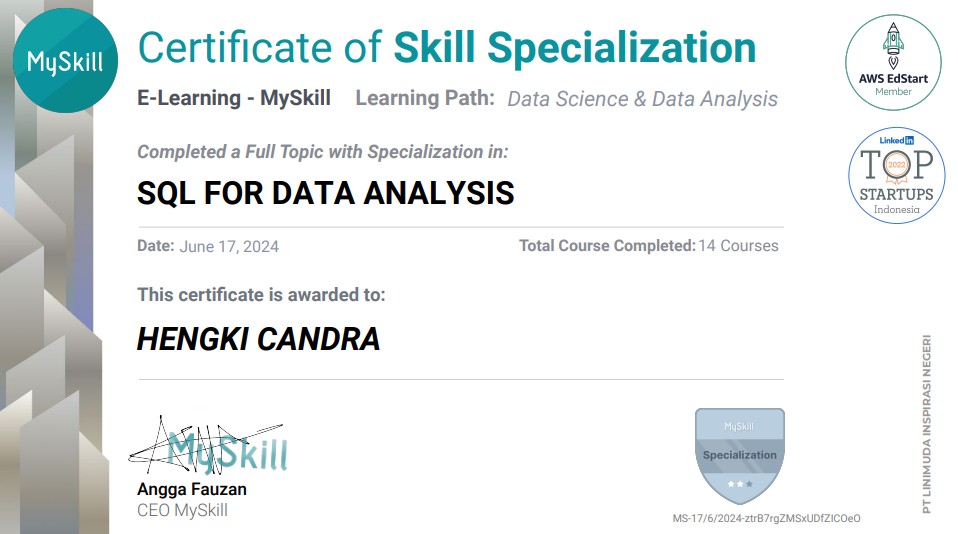 MySkill
Certificate of Skill Specialization
E-Learning - MySkill Learning Path: Data Science & Data Analysis
Completed a Full Topic with Specialization in:
SQL FOR DATA ANALYSIS
Date: June 17, 2024 Total Course Completed: 14 Courses
This certificate is awarded to:
HENGKI CANDRA
MySkill
Angga Fauzan
CEO MySkill
MySkill
Specialization
MS-17/6/2024-ztrB7rgZMSxUDfZICOeO
AWS EdStart
Member
LinkedIn
TOP
2022
STARTUPS
Indonesia
PT LINIMUDA INSPIRASI NEGERI